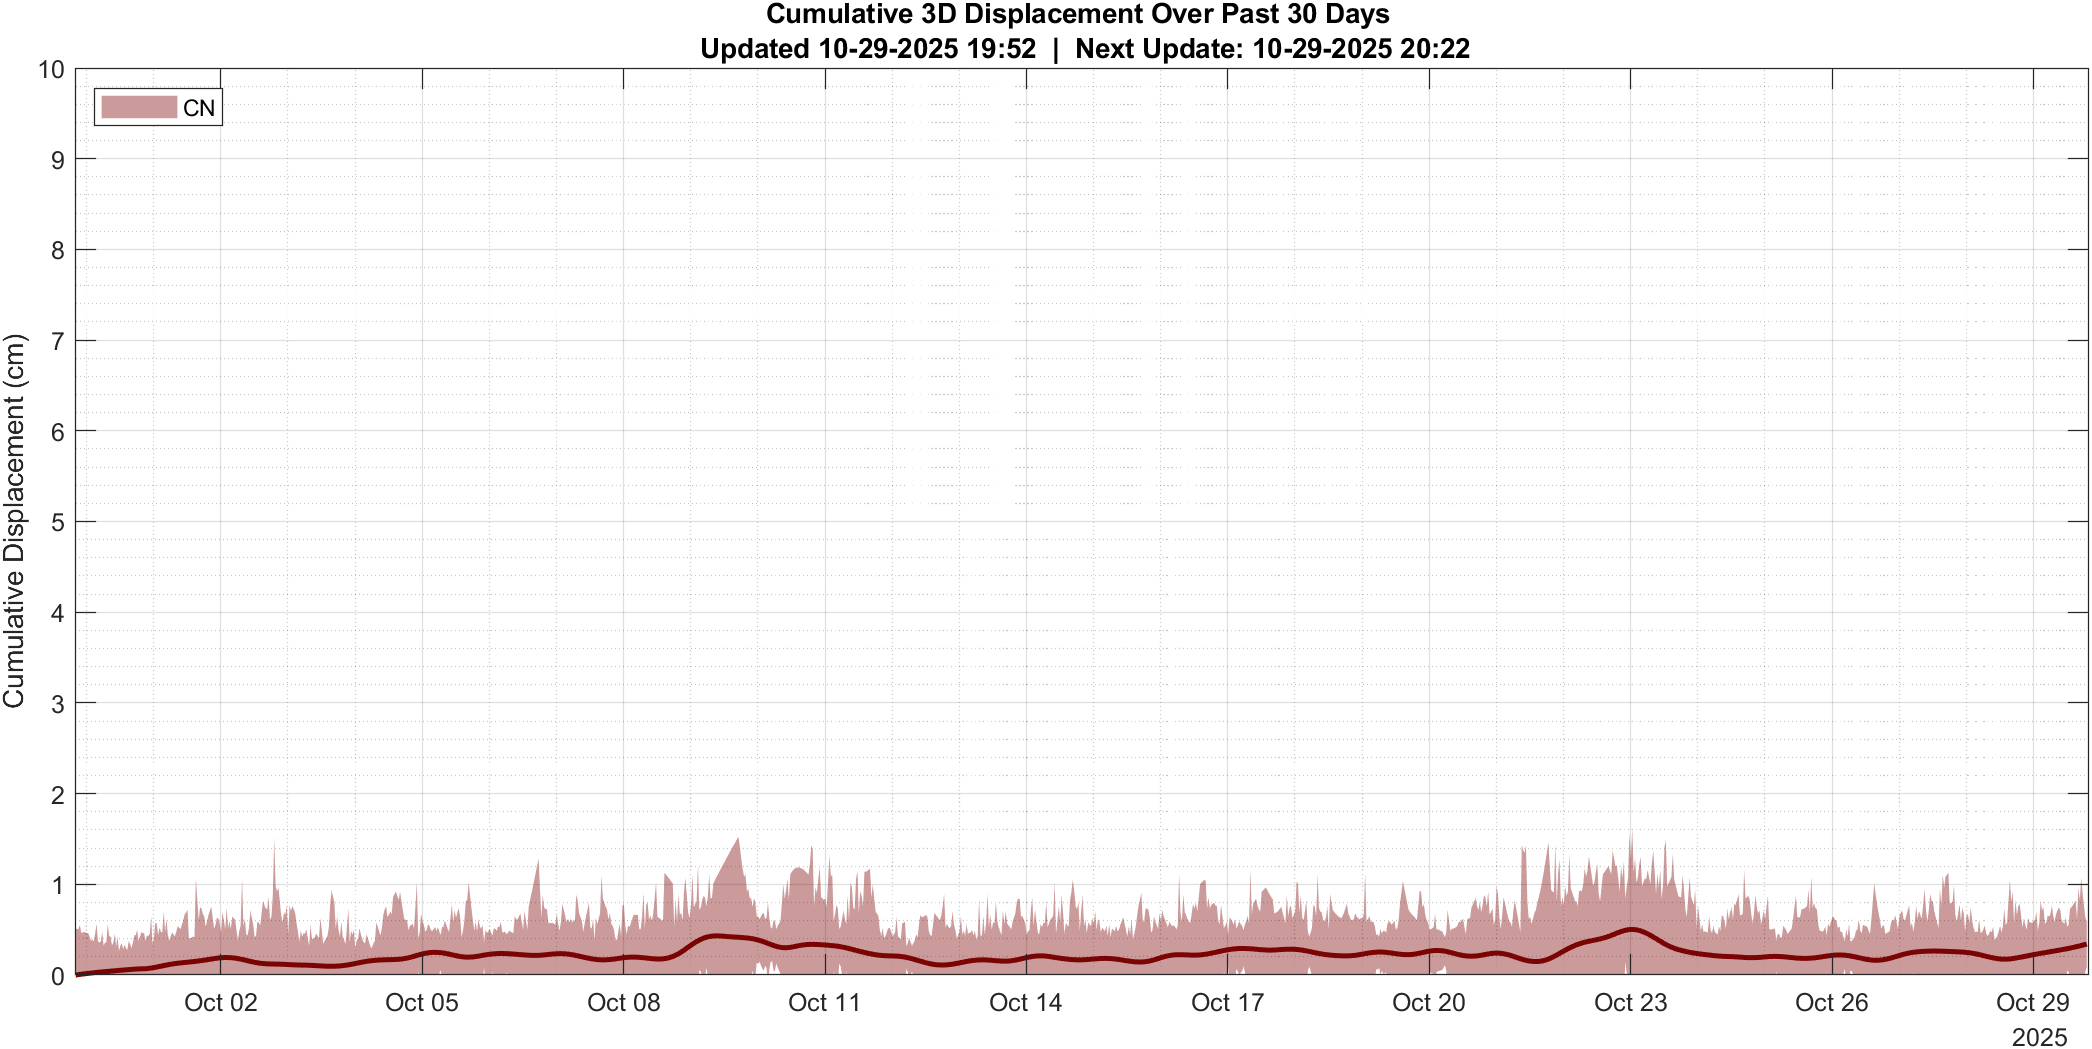 Cumulative 3D Displacement Over Past 30 Days
Updated 10-29-2025 19:52 | Next Update: 10-29-2025 20:22
CN
Cumulative Displacement (cm)
10
9
8
7
6
5
4
3
2
1
0
Oct 02 Oct 05 Oct 08 Oct 11 Oct 14 Oct 17 Oct 20 Oct 23 Oct 26 Oct 29
2025